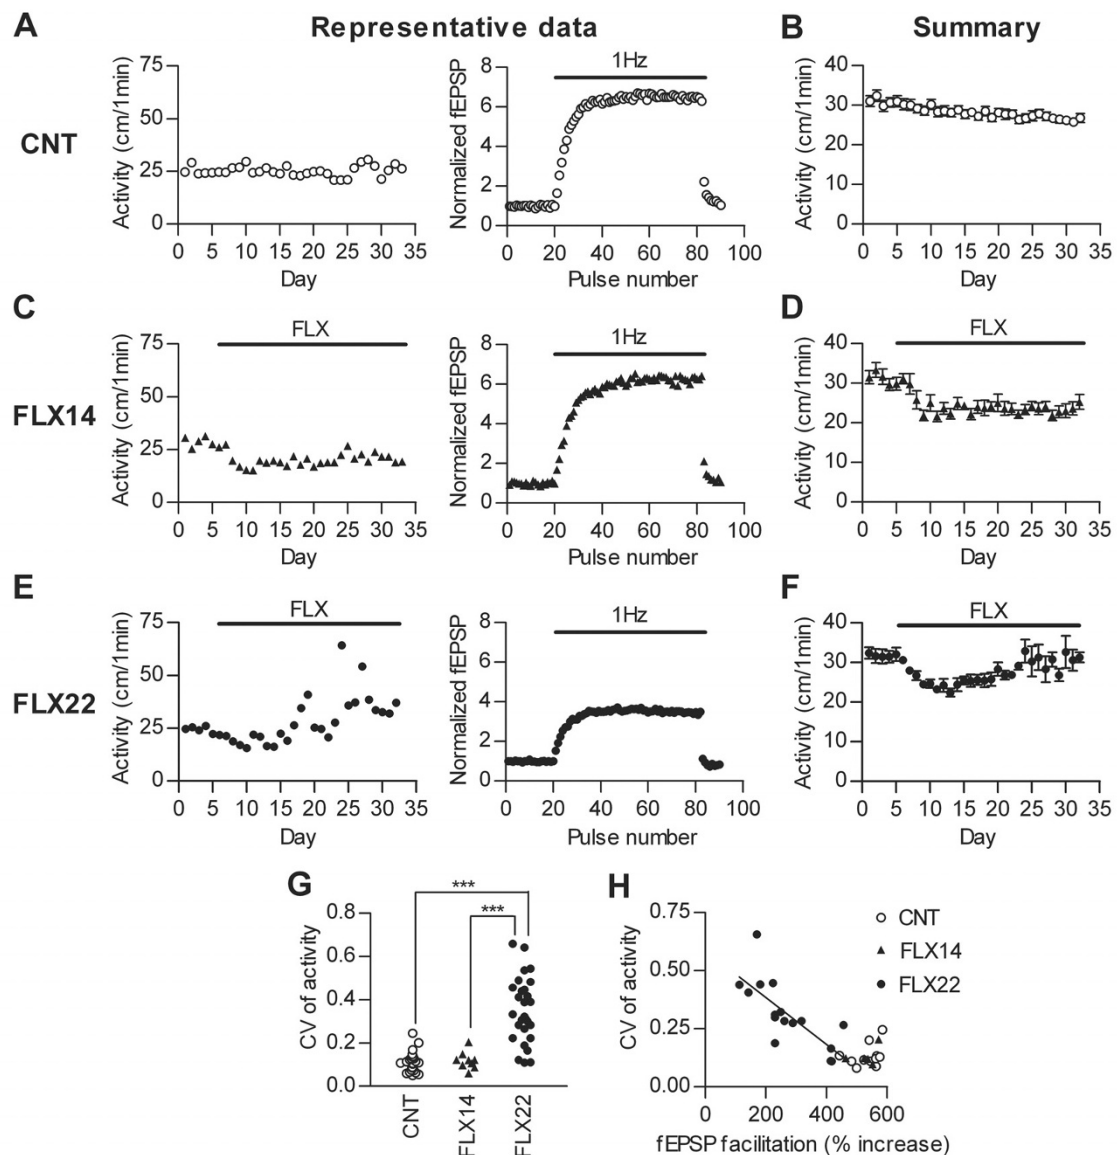 A Representative data B Summary
CNT
Activity (cm/1min)
75
50
25
0
0 5 10 15 20 25 30 35
Day
Normalized fEPSP
1Hz
8
6
4
2
0
0 20 40 60 80 100
Pulse number
Activity (cm/1min)
40
30
20
10
0
0 5 10 15 20 25 30 35
Day
C
FLX14
FLX
Activity (cm/1min)
75
50
25
0
0 5 10 15 20 25 30 35
Day
1Hz
Normalized fEPSP
8
6
4
2
0
0 20 40 60 80 100
Pulse number
D
FLX
Activity (cm/1min)
40
30
20
10
0
0 5 10 15 20 25 30 35
Day
E
FLX22
FLX
Activity (cm/1min)
75
50
25
0
0 5 10 15 20 25 30 35
Day
1Hz
Normalized fEPSP
8
6
4
2
0
0 20 40 60 80 100
Pulse number
F
FLX
Activity (cm/1min)
40
30
20
10
0
0 5 10 15 20 25 30 35
Day
G
***
***
CV of activity
0.8
0.6
0.4
0.2
0.0
CNT FLX14 FLX22
H
CNT
FLX14
FLX22
CV of activity
0.75
0.50
0.25
0.00
0 200 400 600
fEPSP facilitation (% increase)